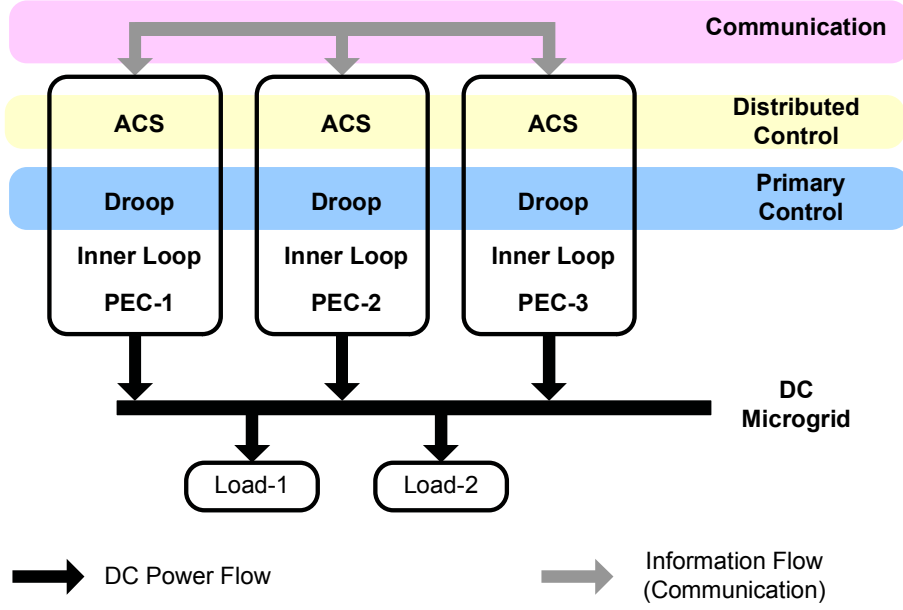 Communication
ACS
ACS
ACS
Distributed
Control
Droop
Droop
Droop
Primary
Control
Inner Loop
Inner Loop
Inner Loop
PEC-1
PEC-2
PEC-3
DC
Microgrid
Load-1
Load-2
DC Power Flow
Information Flow
(Communication)